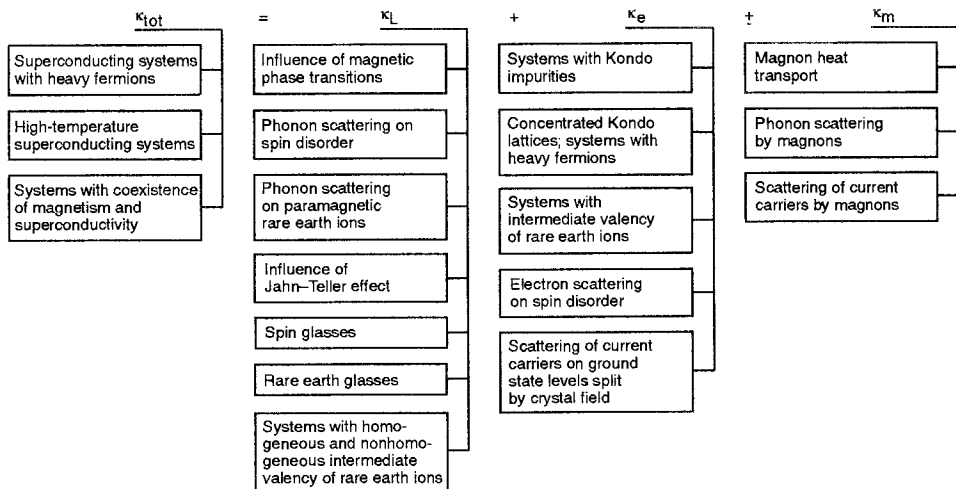 κtot = κL + κe ± κm
Superconducting systems
with heavy fermions
High-temperature
superconducting systems
Systems with coexistence
of magnetism and
superconductivity
Influence of magnetic
phase transitions
Phonon scattering on
spin disorder
Phonon scattering
on paramagnetic
rare earth ions
Influence of
Jahn–Teller effect
Spin glasses
Rare earth glasses
Systems with homo-
geneous and nonhomo-
geneous intermediate
valency of rare earth ions
Systems with Kondo
impurities
Concentrated Kondo
lattices; systems with
heavy fermions
Systems with
intermediate valency
of rare earth ions
Electron scattering
on spin disorder
Scattering of current
carriers on ground
state levels split
by crystal field
Magnon heat
transport
Phonon scattering
by magnons
Scattering of current
carriers by magnons